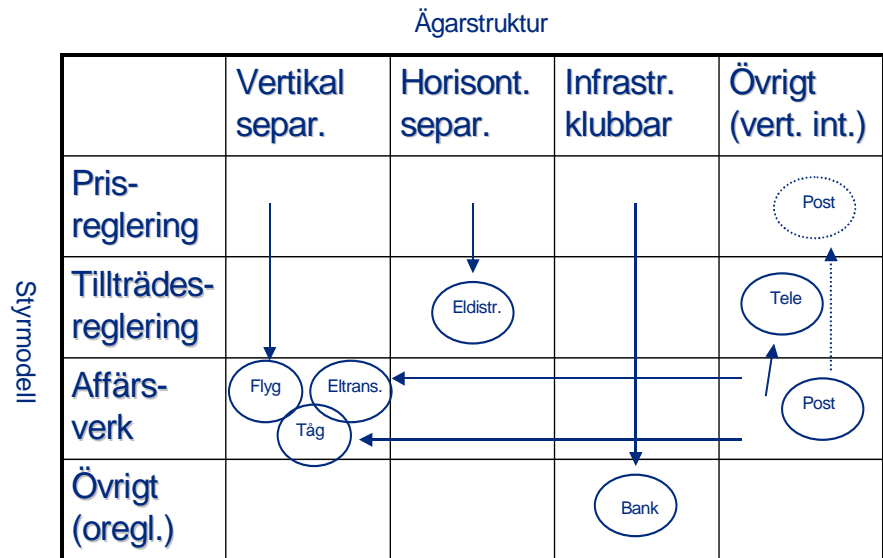 Ägarstruktur
Vertikal
separ.
Horisont.
separ.
Infrastr.
klubbar
Övrigt
(vert. int.)
Styrmodell
Pris-
reglering
Post
Tillträdes-
reglering
Eldistr.
Tele
Affärs-
verk
Flyg
Eltrans.
Tåg
Post
Övrigt
(oregl.)
Bank